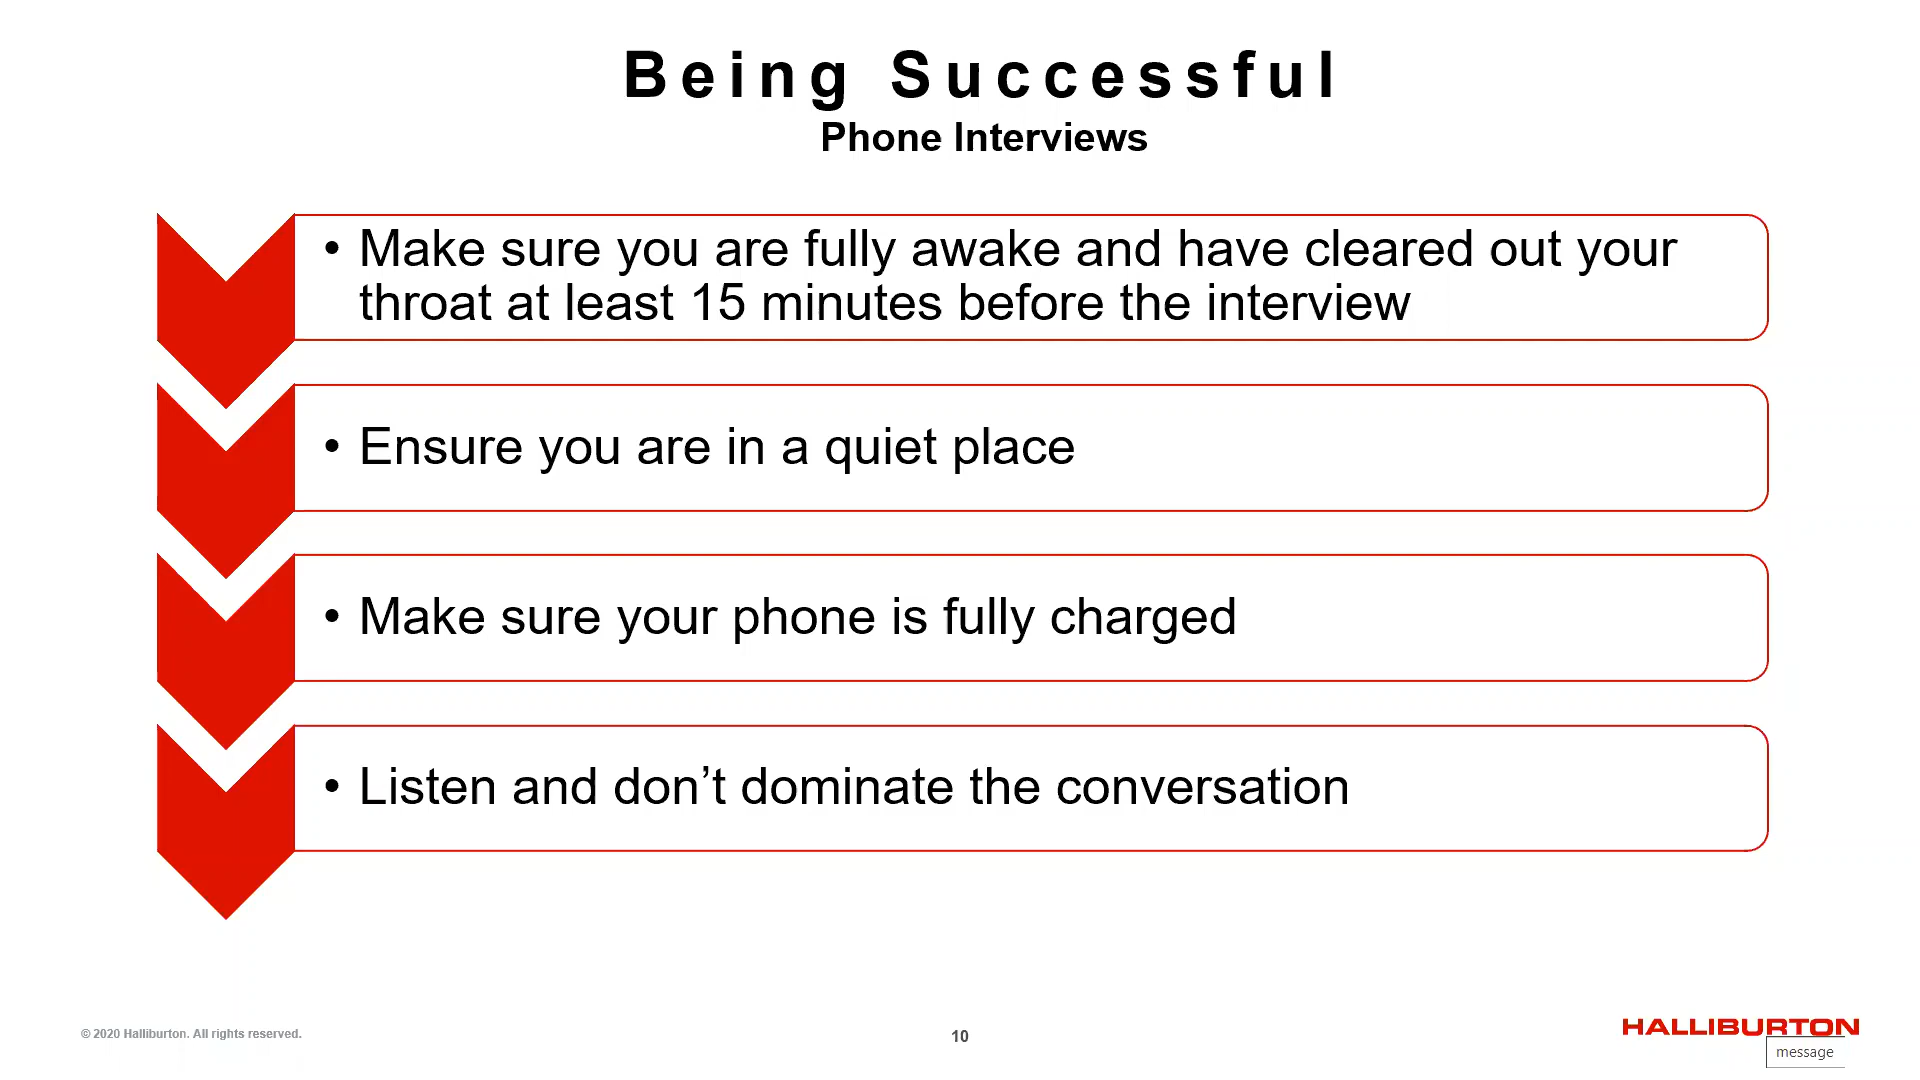 Being Successful
Phone Interviews
• Make sure you are fully awake and have cleared out your
throat at least 15 minutes before the interview
• Ensure you are in a quiet place
• Make sure your phone is fully charged
• Listen and don’t dominate the conversation
© 2020 Halliburton. All rights reserved.
10
HALLIBURTON
message